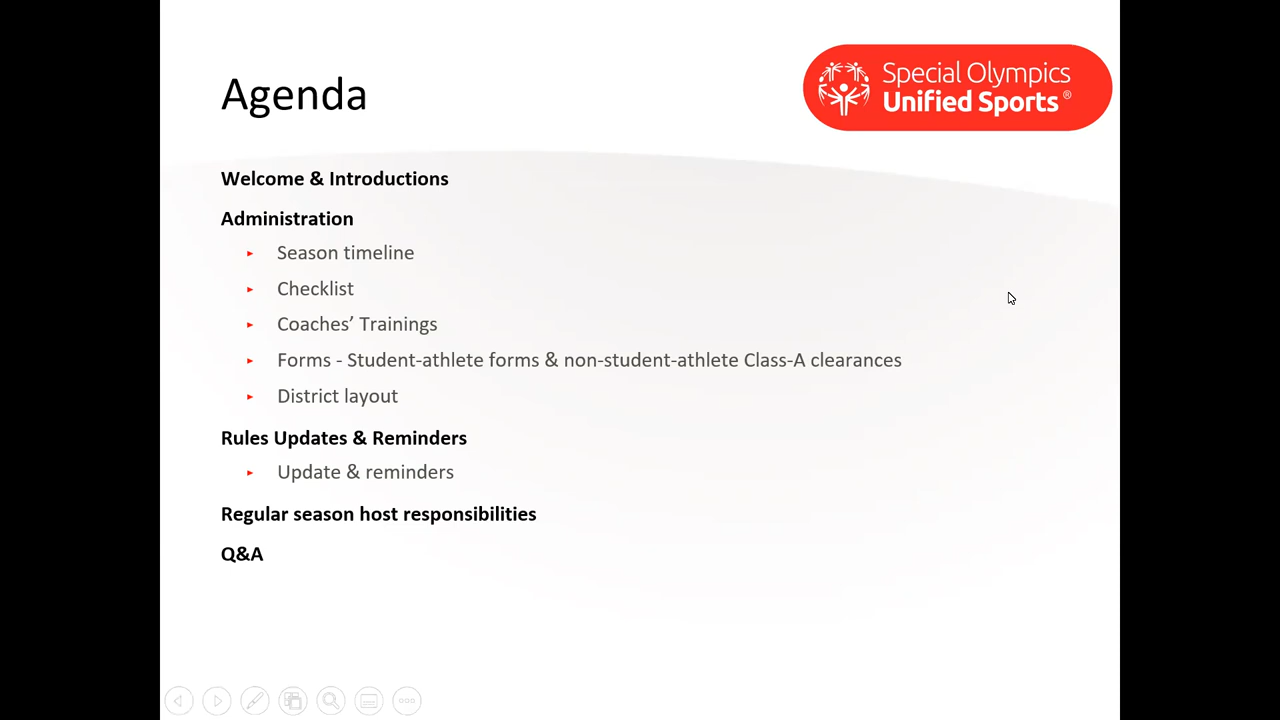 Agenda
Special Olympics
Unified Sports ®
Welcome & Introductions
Administration
Season timeline
Checklist
Coaches’ Trainings
Forms - Student-athlete forms & non-student-athlete Class-A clearances
District layout
Rules Updates & Reminders
Update & reminders
Regular season host responsibilities
Q&A